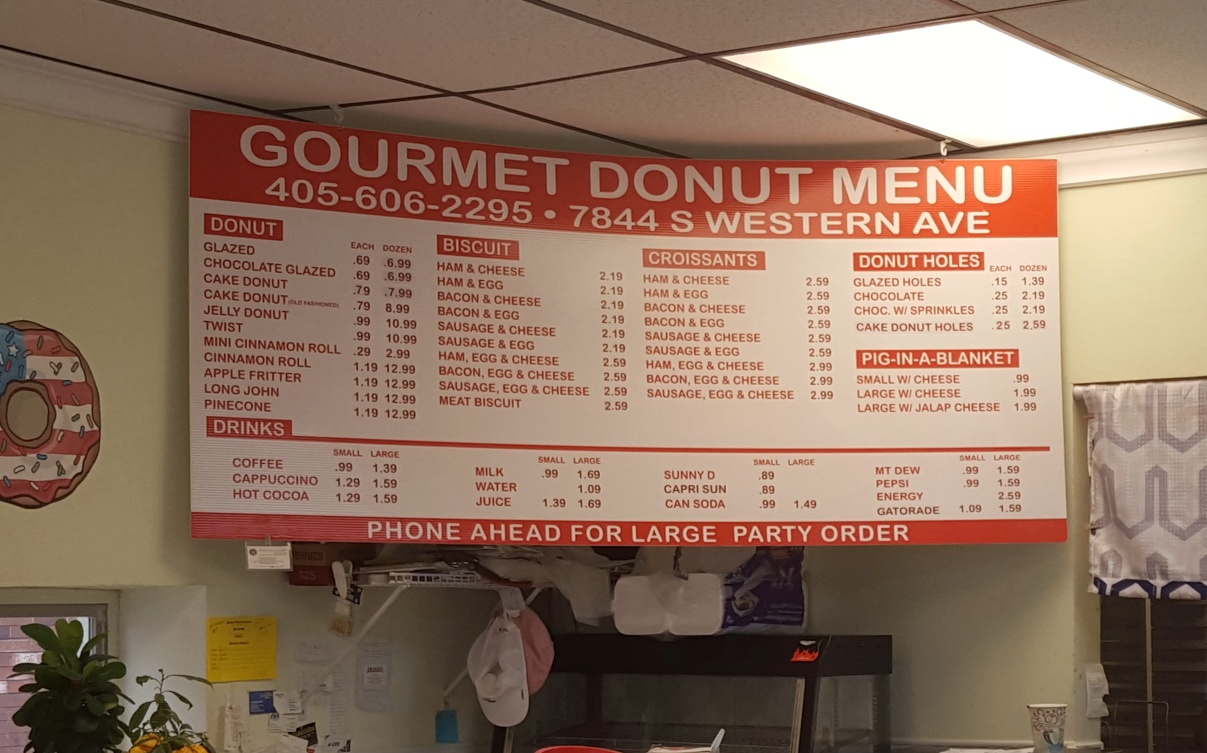 GOURMET DONUT MENU
405-606-2295 • 7844 S WESTERN AVE
DONUT
EACH DOZEN
GLAZED .69 .6.99
CHOCOLATE GLAZED .69 .6.99
CAKE DONUT .79 .7.99
CAKE DONUT (OLD FASHIONED) .79 8.99
JELLY DONUT .99 10.99
TWIST .99 10.99
MINI CINNAMON ROLL .29 2.99
CINNAMON ROLL 1.19 12.99
APPLE FRITTER 1.19 12.99
LONG JOHN 1.19 12.99
PINECONE 1.19 12.99
BISCUIT
HAM & CHEESE 2.19
HAM & EGG 2.19
BACON & CHEESE 2.19
BACON & EGG 2.19
SAUSAGE & CHEESE 2.19
SAUSAGE & EGG 2.19
HAM, EGG & CHEESE 2.59
BACON, EGG & CHEESE 2.59
SAUSAGE, EGG & CHEESE 2.59
MEAT BISCUIT 2.59
CROISSANTS
HAM & CHEESE 2.59
HAM & EGG 2.59
BACON & CHEESE 2.59
BACON & EGG 2.59
SAUSAGE & CHEESE 2.59
SAUSAGE & EGG 2.59
HAM, EGG & CHEESE 2.99
BACON, EGG & CHEESE 2.99
SAUSAGE, EGG & CHEESE 2.99
DONUT HOLES EACH DOZEN
GLAZED HOLES .15 1.39
CHOCOLATE .25 2.19
CHOC. W/ SPRINKLES .25 2.19
CAKE DONUT HOLES .25 2.59
PIG-IN-A-BLANKET
SMALL W/ CHEESE .99
LARGE W/ CHEESE 1.99
LARGE W/ JALAP CHEESE 1.99
DRINKS
SMALL LARGE
COFFEE .99 1.39
CAPPUCCINO 1.29 1.59
HOT COCOA 1.29 1.59
SMALL LARGE
MILK .99 1.69
WATER 1.09
JUICE 1.39 1.69
SMALL LARGE
SUNNY D .89
CAPRI SUN .89
CAN SODA .99 1.49
SMALL LARGE
MT DEW .99 1.59
PEPSI .99 1.59
ENERGY 2.59
GATORADE 1.09 1.59
PHONE AHEAD FOR LARGE PARTY ORDER